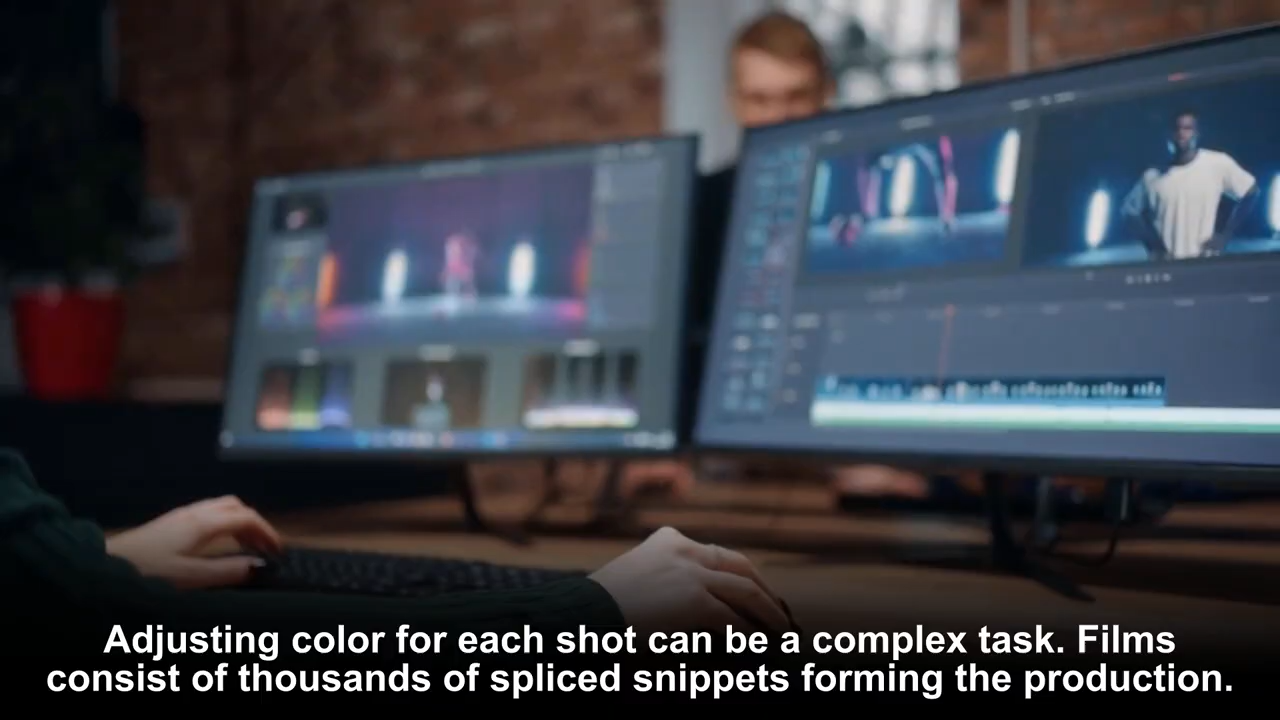 Adjusting color for each shot can be a complex task. Films
consist of thousands of spliced snippets forming the production.